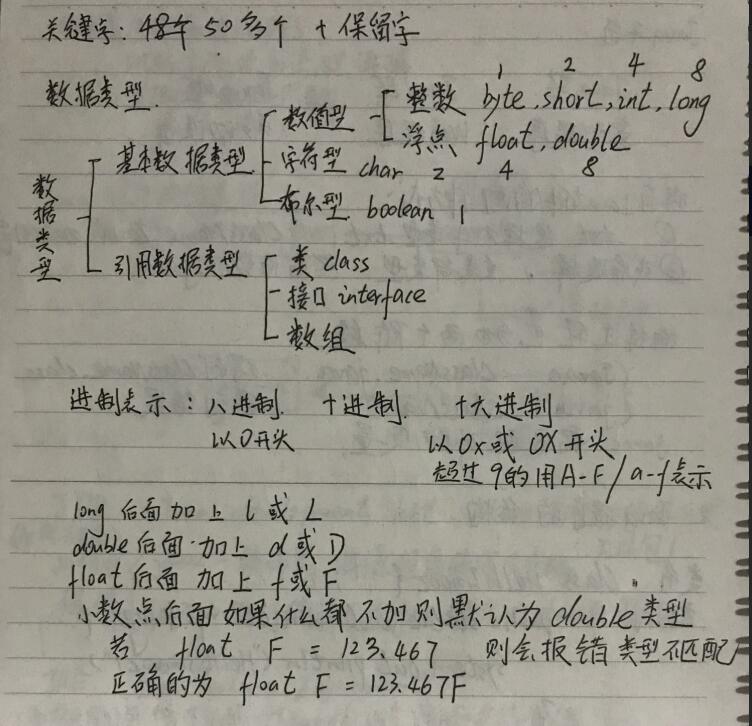 关键字：48个 50多个 + 保留字
数据类型.
1 2 4 8
整数 byte,short,int,long
数值型
浮点 float,double
4 8
基本数据类型
字符型 char 2
布尔型 boolean 1
数据类型
引用数据类型
类 class
接口 interface
数组
进制表示：八进制. 十进制. 十六进制
以0开头 以0x或0X开头
超过9的用A-F/a-f表示
long 后面加上 l 或 L
double 后面加上 d 或 D
float 后面 加上 f 或 F
小数点后面如果什么都不加则默认为 double 类型
若 float F = 123.467 则会报错 类型不匹配
正确的为 float F = 123.467F